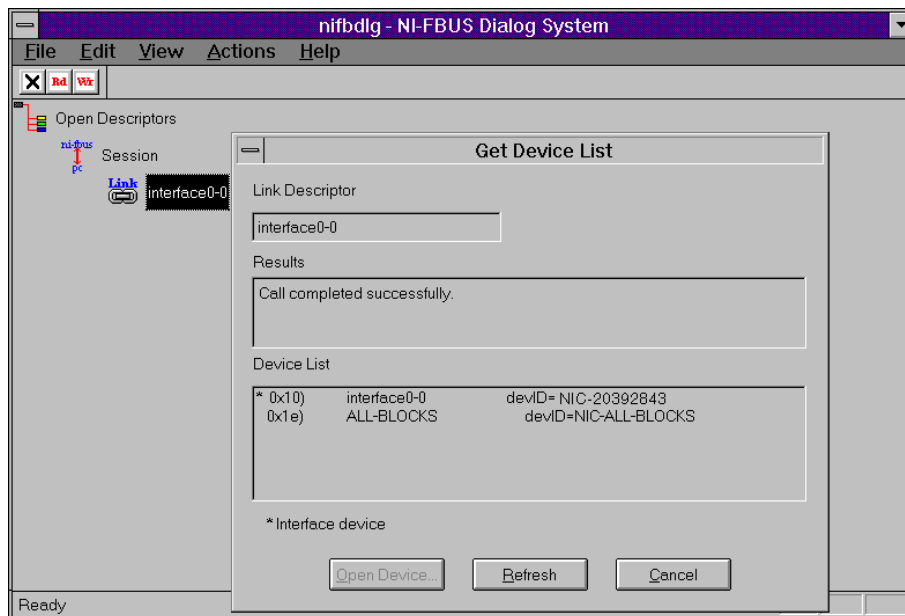 nifbdlg - NI-FBUS Dialog System
File Edit View Actions Help
X Rd Wr
Open Descriptors
ni-fbus
pc
Session
Link
interface0-0
Get Device List
Link Descriptor
interface0-0
Results
Call completed successfully.
Device List
* 0x10) interface0-0 devID= NIC-20392843
0x1e) ALL-BLOCKS devID=NIC-ALL-BLOCKS
* Interface device
Open Device... Refresh Cancel
Ready